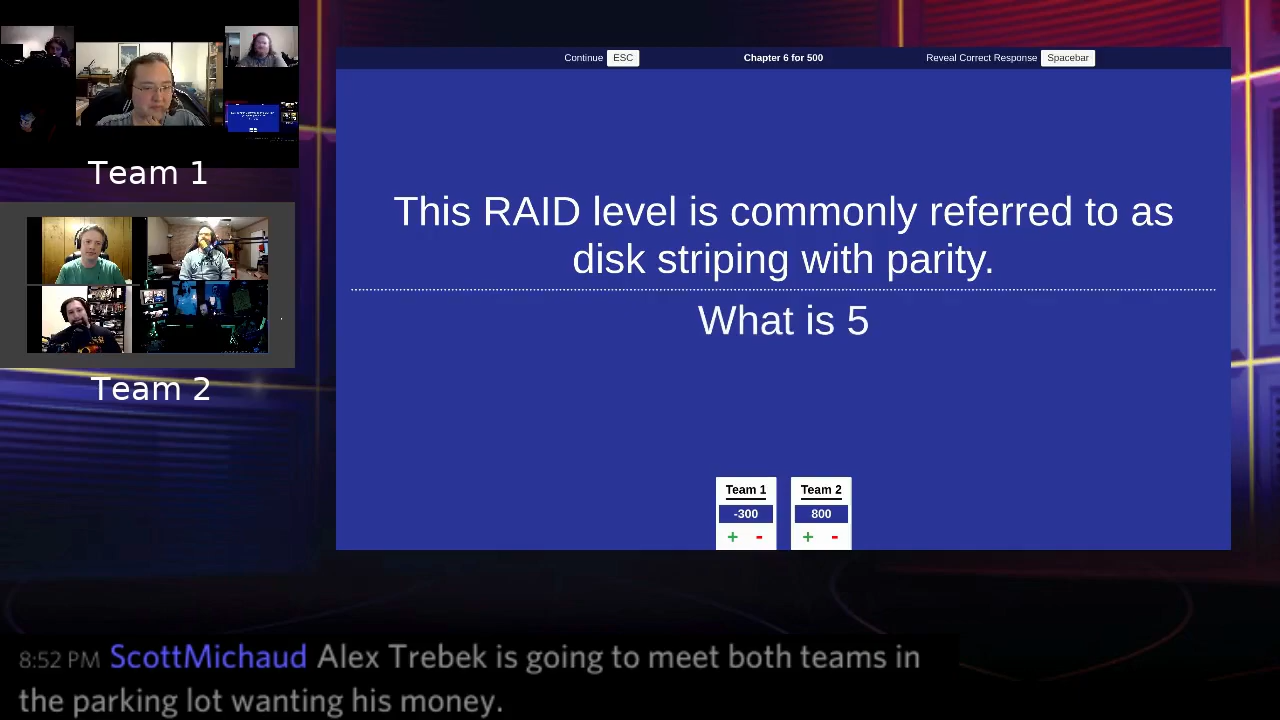 Continue ESC
Chapter 6 for 500
Reveal Correct Response Spacebar
This RAID level is commonly referred to as
disk striping with parity.
What is 5
Team 1
-300
+ -
Team 2
800
+ -
Team 1
Team 2
8:52 PM ScottMichaud Alex Trebek is going to meet both teams in
the parking lot wanting his money.